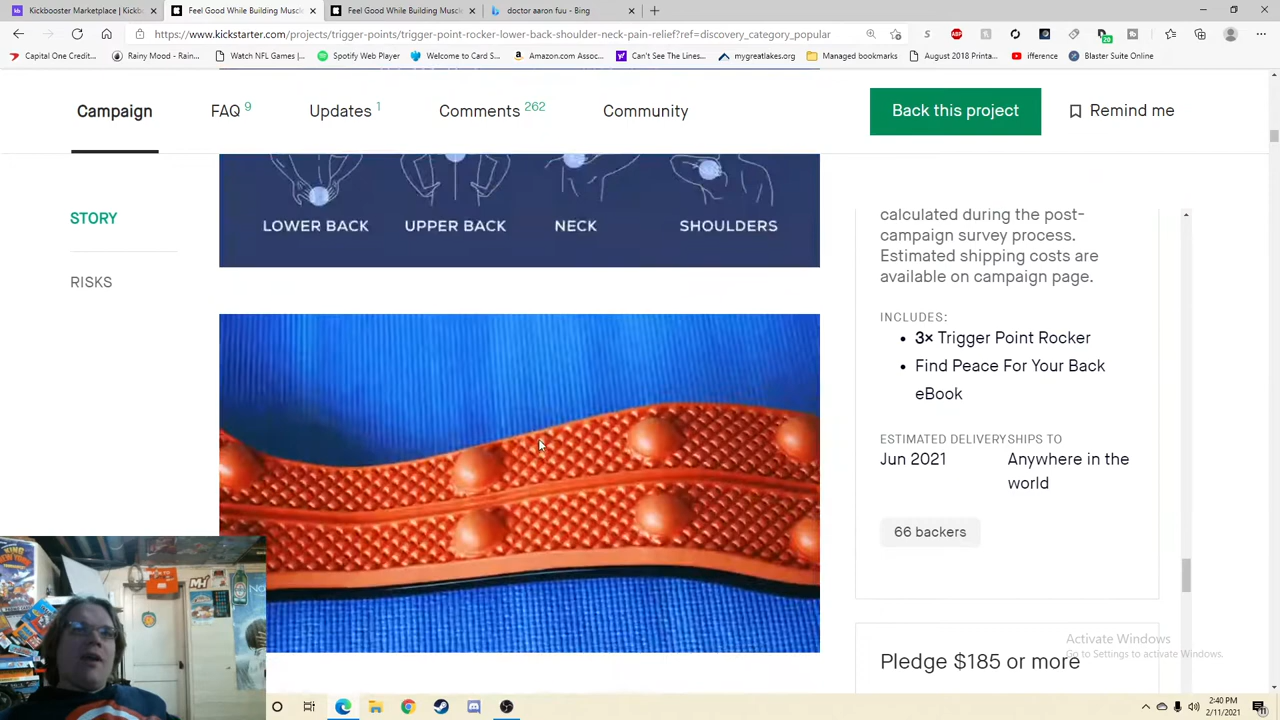 Kickbooster Marketplace | Kickb
Feel Good While Building Muscl
Feel Good While Building Muscl
doctor aaron fuu - Bing
https://www.kickstarter.com/projects/trigger-points/trigger-point-rocker-lower-back-shoulder-neck-pain-relief?ref=discovery_category_popular
Capital One Credit...
Rainy Mood - Rain...
Watch NFL Games |...
Spotify Web Player
Welcome to Card S...
Amazon.com Assoc...
Can't See The Lines...
mygreatlakes.org
Managed bookmarks
August 2018 Printa...
ifference
Blaster Suite Online
Campaign
FAQ 9
Updates 1
Comments 262
Community
Back this project
Remind me
STORY
RISKS
LOWER BACK
UPPER BACK
NECK
SHOULDERS
calculated during the post-
campaign survey process.
Estimated shipping costs are
available on campaign page.
INCLUDES:
3× Trigger Point Rocker
Find Peace For Your Back
eBook
ESTIMATED DELIVERY
Jun 2021
SHIPS TO
Anywhere in the
world
66 backers
Pledge $185 or more
Activate Windows
Go to Settings to activate Windows.
2:40 PM
2/11/2021